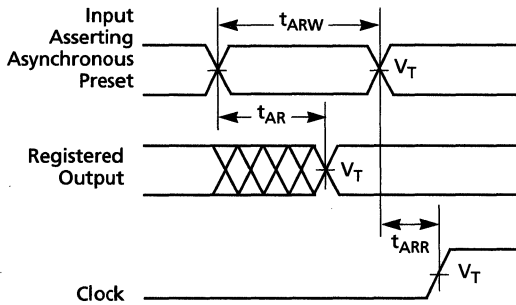 Input
Asserting
Asynchronous
Preset
tARW
VT
tAR
Registered
Output
VT
tARR
Clock
VT